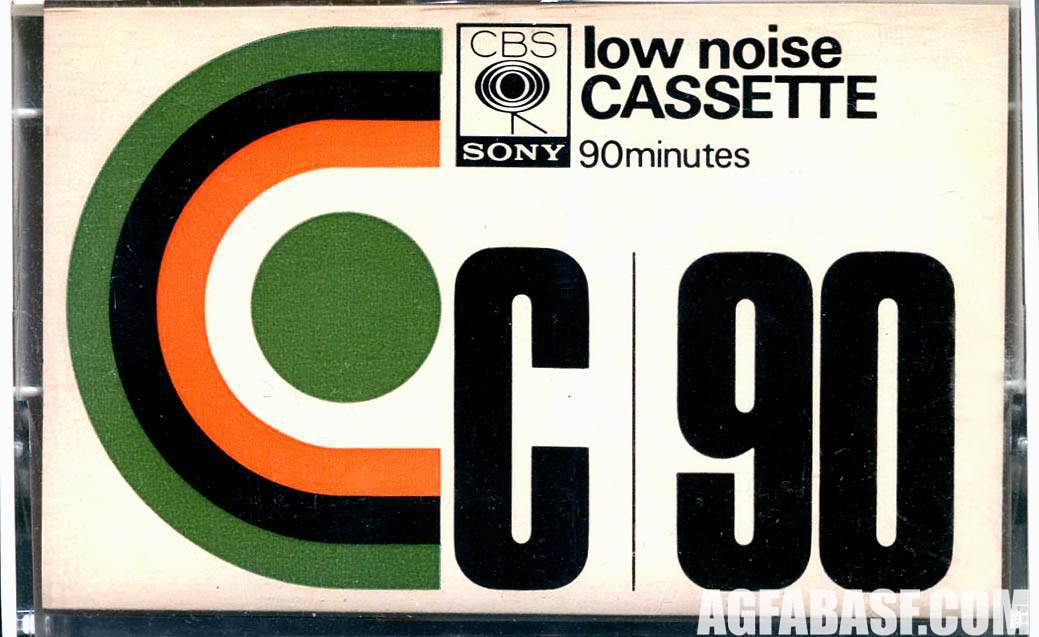 CBS
SONY
low noise
CASSETTE
90minutes
C|90
AGFABASF.COM